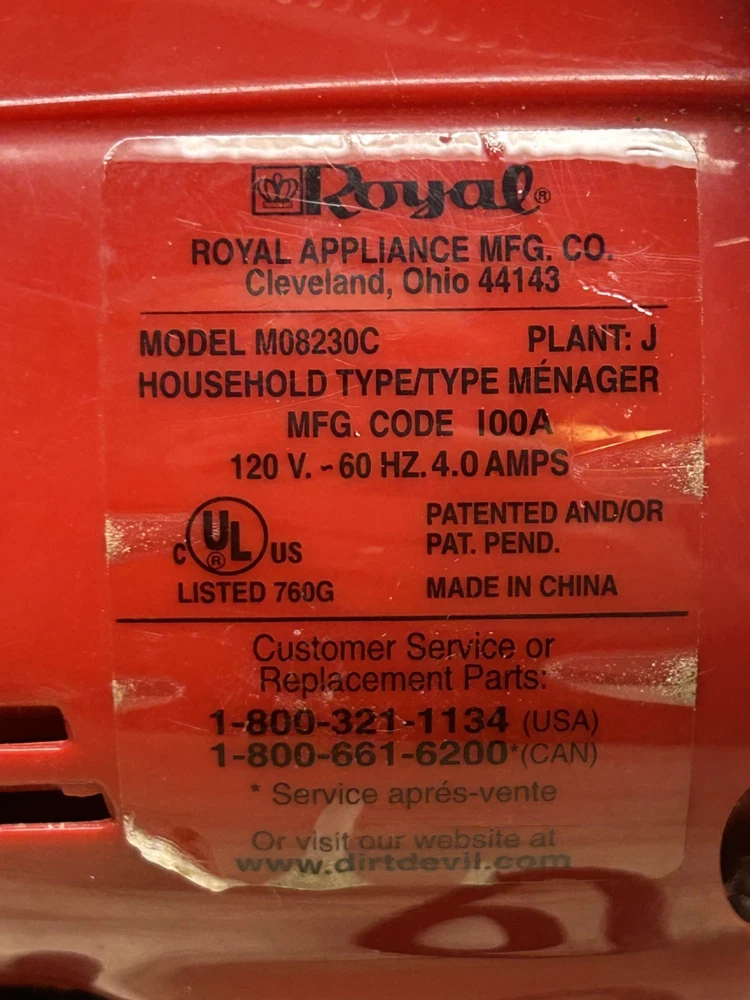 Royal®
ROYAL APPLIANCE MFG. CO.
Cleveland, Ohio 44143
MODEL M08230C PLANT: J
HOUSEHOLD TYPE/TYPE MÉNAGER
MFG. CODE I00A
120 V. ~ 60 HZ. 4.0 AMPS
C UL® US
LISTED 760G
PATENTED AND/OR
PAT. PEND.
MADE IN CHINA
Customer Service or
Replacement Parts:
1-800-321-1134 (USA)
1-800-661-6200*(CAN)
* Service aprés-vente
Or visit our website at
www.dirtdevil.com